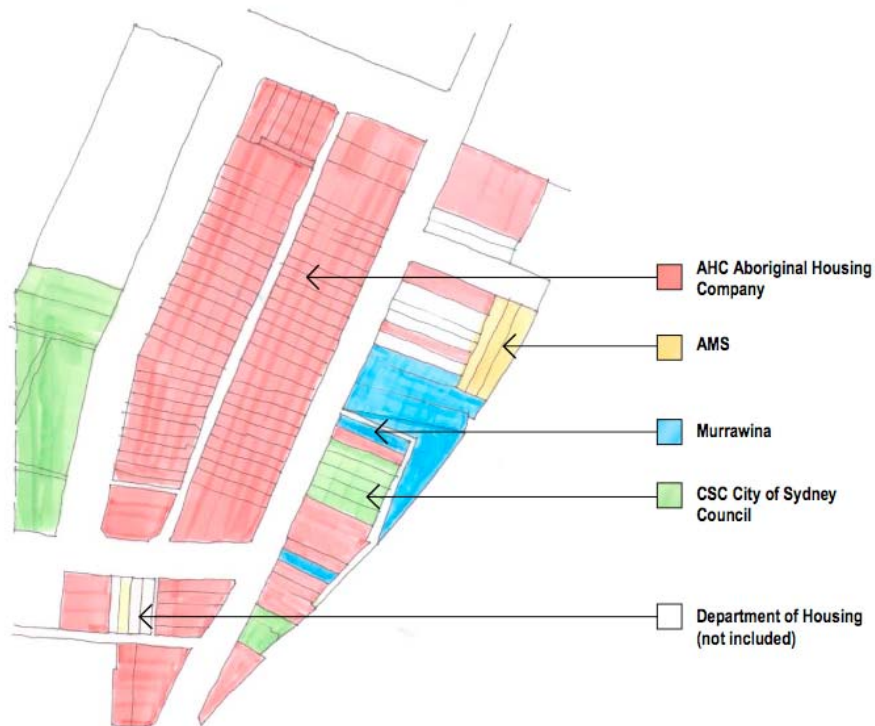 AHC Aboriginal Housing
Company
AMS
Murrawina
CSC City of Sydney
Council
Department of Housing
(not included)